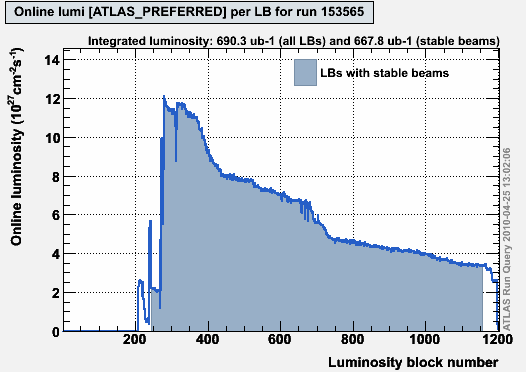 Online lumi [ATLAS_PREFERRED] per LB for run 153565
Integrated luminosity: 690.3 ub-1 (all LBs) and 667.8 ub-1 (stable beams)
LBs with stable beams
Online luminosity (10²⁷cm⁻²s⁻¹)
14
12
10
8
6
4
2
0
200
400
600
800
1000
1200
Luminosity block number
ATLAS Run Query 2010-04-25 13:02:06